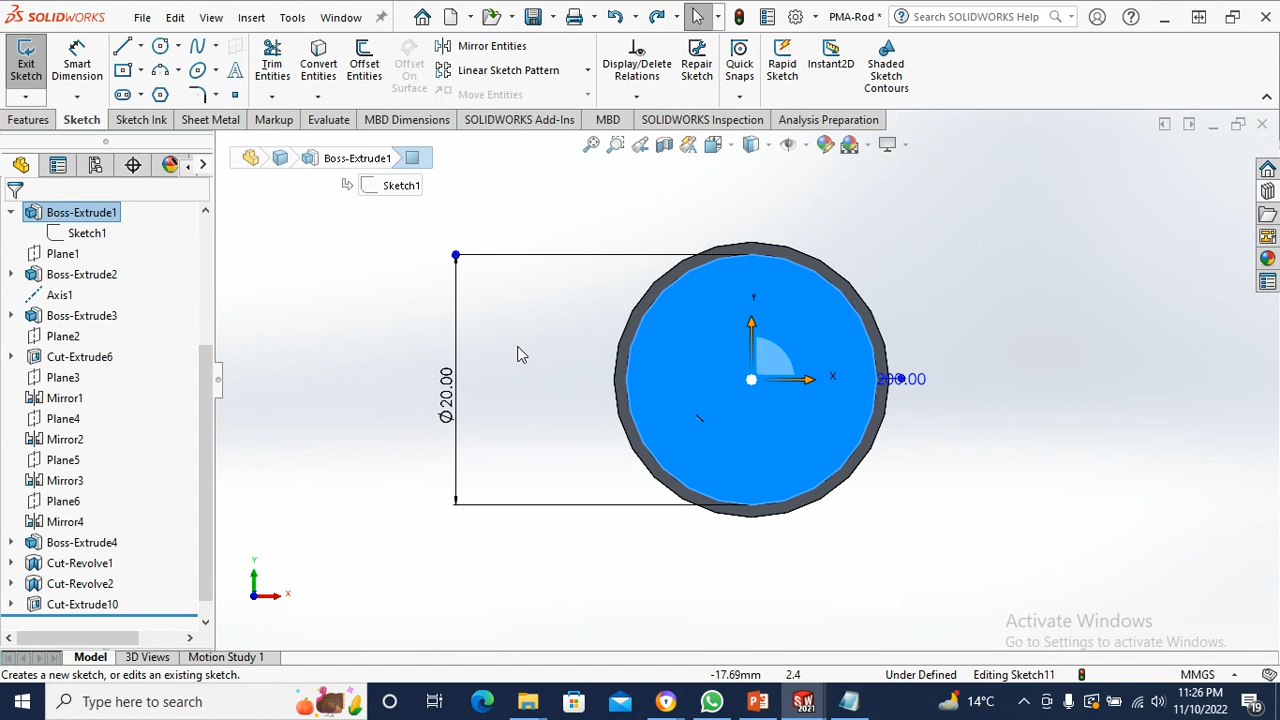 SOLIDWORKS File Edit View Insert Tools Window PMA-Rod * Search SOLIDWORKS Help
Exit Sketch
Smart Dimension
Trim Entities
Convert Entities
Offset Entities
Offset On Surface
Mirror Entities
Linear Sketch Pattern
Move Entities
Display/Delete Relations
Repair Sketch
Quick Snaps
Rapid Sketch
Instant2D
Shaded Sketch Contours
Features Sketch Sketch Ink Sheet Metal Markup Evaluate MBD Dimensions SOLIDWORKS Add-Ins MBD SOLIDWORKS Inspection Analysis Preparation
Boss-Extrude1
Sketch1
Boss-Extrude1
Sketch1
Plane1
Boss-Extrude2
Axis1
Boss-Extrude3
Plane2
Cut-Extrude6
Plane3
Mirror1
Plane4
Mirror2
Plane5
Mirror3
Plane6
Mirror4
Boss-Extrude4
Cut-Revolve1
Cut-Revolve2
Cut-Extrude10
Y
X
Ø20.00
200.00
Y
X
Activate Windows
Go to Settings to activate Windows.
Model 3D Views Motion Study 1
Creates a new sketch, or edits an existing sketch. -17.69mm 2.4 Under Defined Editing Sketch11 MMGS
Type here to search
SW
2021
14°C
11:26 PM
11/10/2022
19